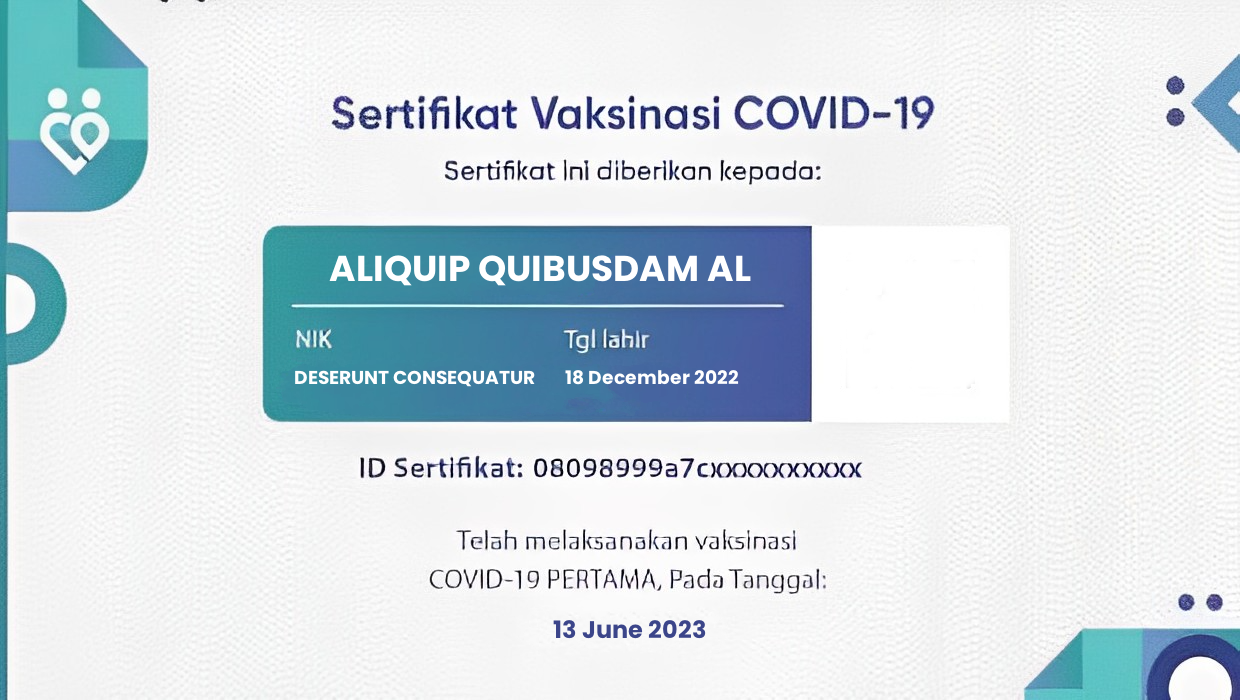 Sertifikat Vaksinasi COVID-19
Sertifikat ini diberikan kepada:
ALIQUIP QUIBUSDAM AL
NIK
Tgl lahir
DESERUNT CONSEQUATUR
18 December 2022
ID Sertifikat: 08098999a7cxxxxxxxxxxx
Telah melaksanakan vaksinasi
COVID-19 PERTAMA, Pada Tanggal:
13 June 2023